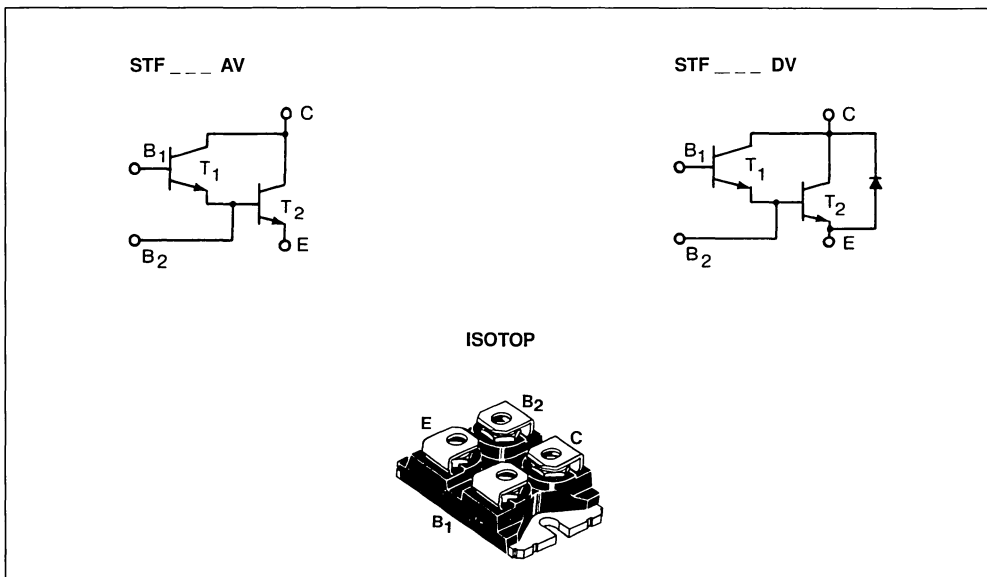 STF _ _ _ AV
C
B1
T1
T2
E
B2
STF _ _ _ DV
C
B1
T1
T2
E
B2
ISOTOP
B2
E
C
B1